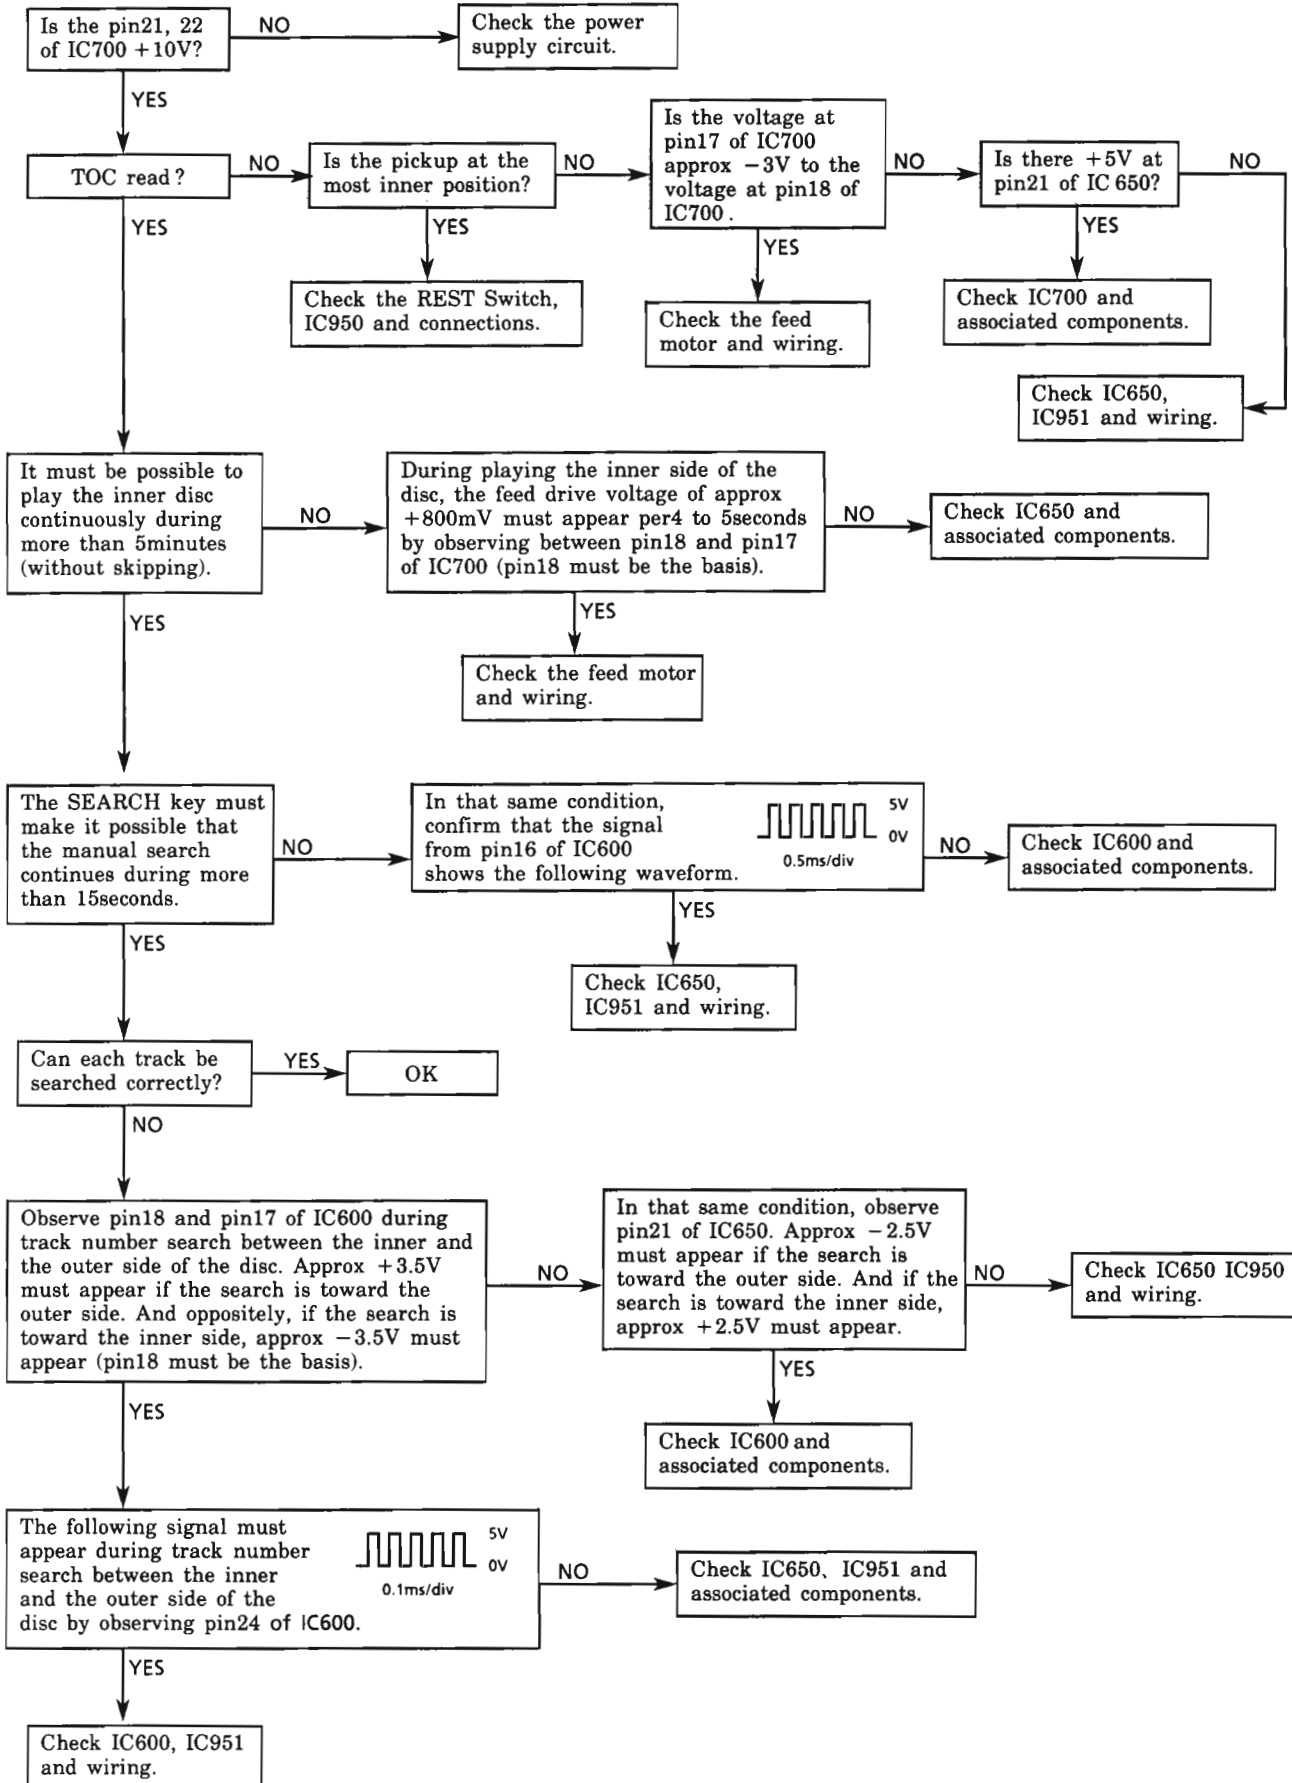 Is the pin21, 22
of IC700 +10V?
NO
Check the power
supply circuit.
YES
TOC read?
NO
Is the pickup at the
most inner position?
NO
Is the voltage at
pin17 of IC700
approx −3V to the
voltage at pin18 of
IC700.
NO
Is there +5V at
pin21 of IC 650?
NO
YES
YES
YES
YES
Check the REST Switch,
IC950 and connections.
Check the feed
motor and wiring.
Check IC700 and
associated components.
Check IC650,
IC951 and wiring.
It must be possible to
play the inner disc
continuously during
more than 5minutes
(without skipping).
NO
During playing the inner side of the
disc, the feed drive voltage of approx
+800mV must appear per4 to 5seconds
by observing between pin18 and pin17
of IC700 (pin18 must be the basis).
NO
Check IC650 and
associated components.
YES
YES
Check the feed motor
and wiring.
The SEARCH key must
make it possible that
the manual search
continues during more
than 15seconds.
NO
In that same condition,
confirm that the signal
from pin16 of IC600
shows the following waveform.
5V
0V
0.5ms/div
NO
Check IC600 and
associated components.
YES
YES
Check IC650,
IC951 and wiring.
Can each track be
searched correctly?
YES
OK
NO
Observe pin18 and pin17 of IC600 during
track number search between the inner and
the outer side of the disc. Approx +3.5V
must appear if the search is toward the
outer side. And oppositely, if the search is
toward the inner side, approx −3.5V must
appear (pin18 must be the basis).
NO
In that same condition, observe
pin21 of IC650. Approx −2.5V
must appear if the search is
toward the outer side. And if the
search is toward the inner side,
approx +2.5V must appear.
NO
Check IC650 IC950
and wiring.
YES
YES
Check IC600 and
associated components.
The following signal must
appear during track number
search between the inner
and the outer side of the
disc by observing pin24 of IC600.
5V
0V
0.1ms/div
NO
Check IC650, IC951 and
associated components.
YES
Check IC600, IC951
and wiring.